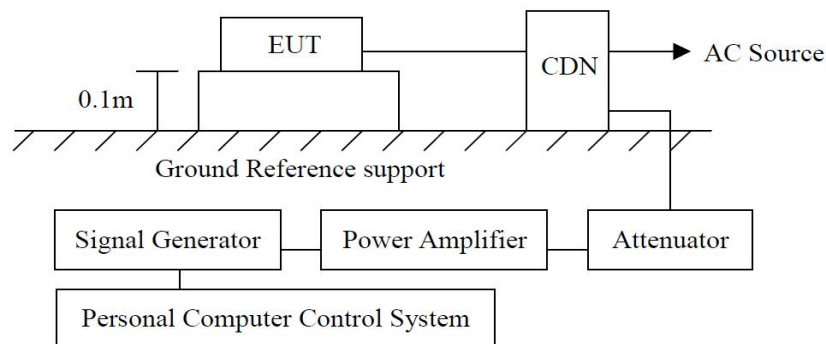 EUT
CDN
AC Source
0.1m
Ground Reference support
Signal Generator
Power Amplifier
Attenuator
Personal Computer Control System